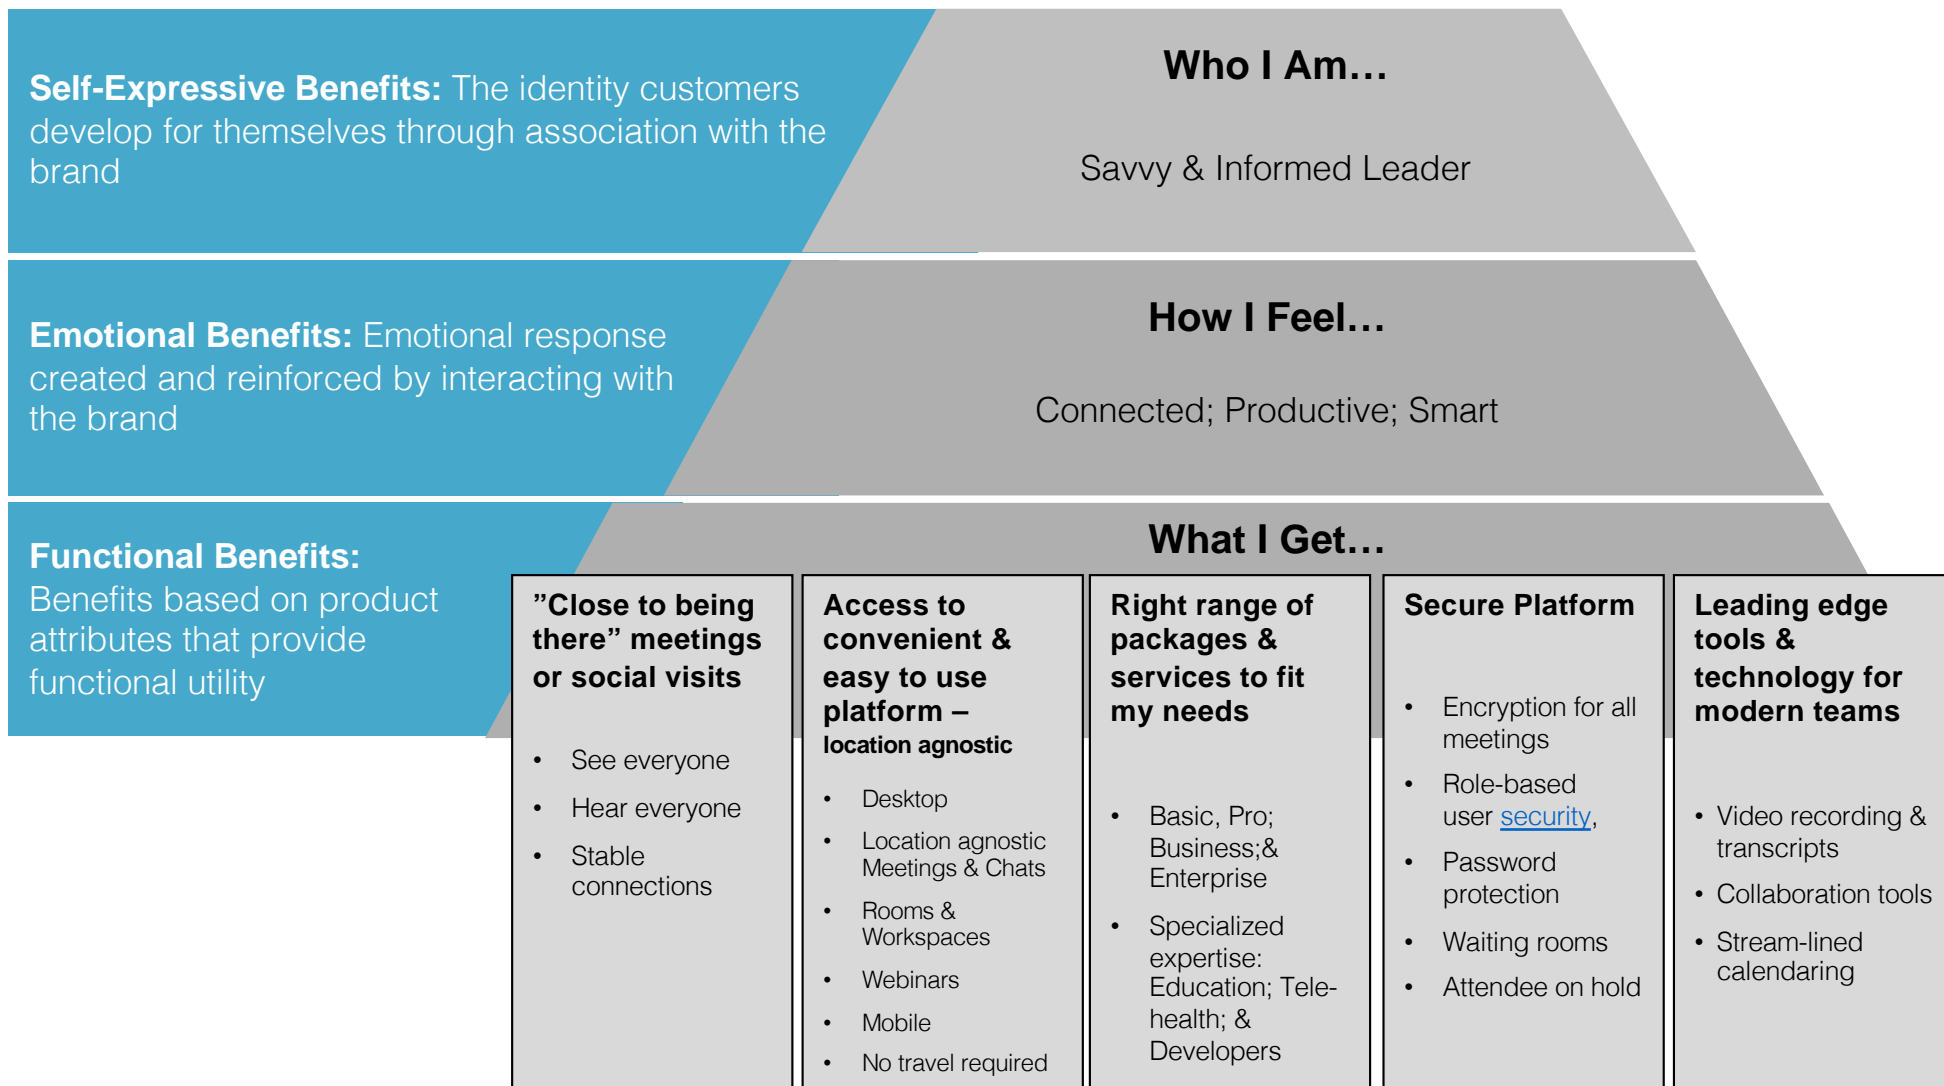 Self-Expressive Benefits: The identity customers
develop for themselves through association with the
brand
Who I Am…
Savvy & Informed Leader
Emotional Benefits: Emotional response
created and reinforced by interacting with
the brand
How I Feel…
Connected; Productive; Smart
Functional Benefits:
Benefits based on product
attributes that provide
functional utility
What I Get…
”Close to being
there” meetings
or social visits
• See everyone
• Hear everyone
• Stable
connections
Access to
convenient &
easy to use
platform –
location agnostic
• Desktop
• Location agnostic
Meetings & Chats
• Rooms &
Workspaces
• Webinars
• Mobile
• No travel required
Right range of
packages &
services to fit
my needs
• Basic, Pro;
Business;&
Enterprise
• Specialized
expertise:
Education; Tele-
health; &
Developers
Secure Platform
• Encryption for all
meetings
• Role-based
user security,
• Password
protection
• Waiting rooms
• Attendee on hold
Leading edge
tools &
technology for
modern teams
• Video recording &
transcripts
• Collaboration tools
• Stream-lined
calendaring